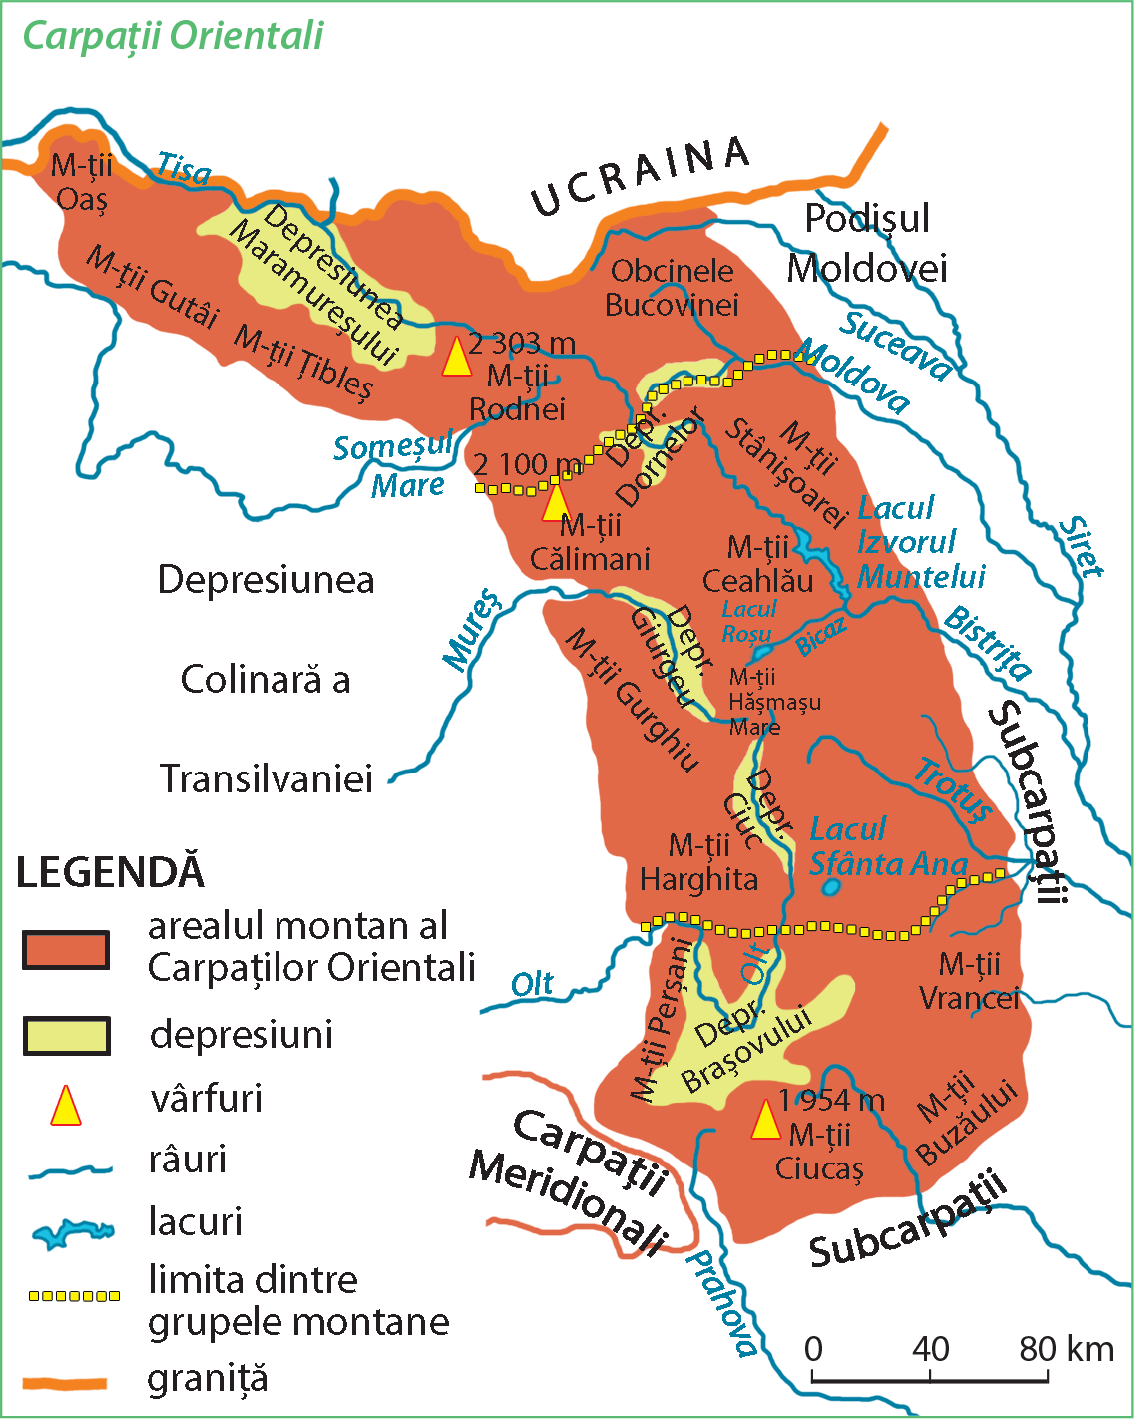 Carpații Orientali
M-ții
Oaș
Tisa
UCRAINA
Podișul
Moldovei
Depresiunea
Maramureșului
Obcinele
Bucovinei
M-ții Gutâi
M-ții Țibleș
2 303 m
M-ții
Rodnei
Suceava
Moldova
Someșul
Mare
2 100 m
Depr.
Dornelor
M-ții
Stânișoarei
M-ții
Călimani
M-ții
Ceahlău
Lacul
Izvorul
Muntelui
Siret
Depresiunea
Colinară a
Transilvaniei
Mureș
Depr.
Giurgeu
Lacul
Roșu
Bicaz
Bistrița
M-ții Gurghiu
M-ții
Hășmașu
Mare
Subcarpații
Trotuș
Depr.
Ciuc
M-ții
Harghita
Lacul
Sfânta Ana
Olt
Olt
M-ții Perșani
Depr.
Brașovului
M-ții
Vrancei
1 954 m
M-ții
Ciucaș
M-ții
Buzăului
Carpații
Meridionali
Subcarpații
Prahova
LEGENDĂ
arealul montan al
Carpaților Orientali
depresiuni
vârfuri
râuri
lacuri
limita dintre
grupele montane
graniță
0 40 80 km